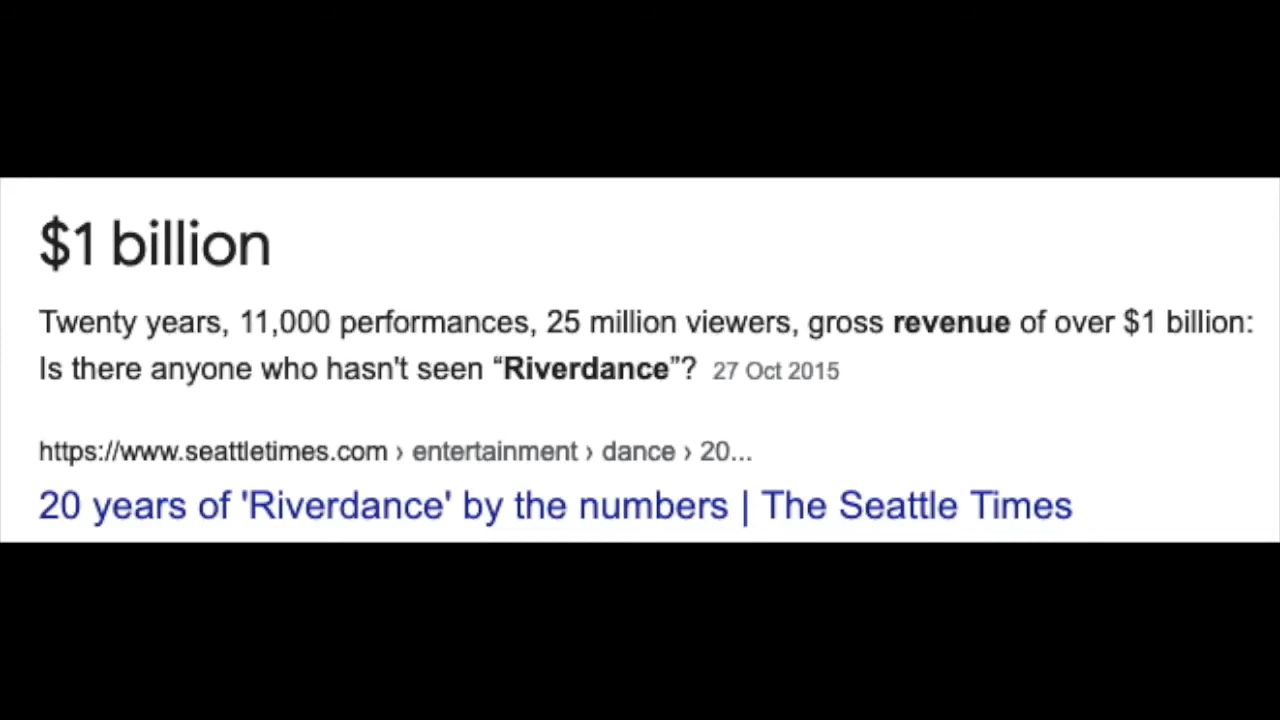 $1 billion
Twenty years, 11,000 performances, 25 million viewers, gross revenue of over $1 billion:
Is there anyone who hasn't seen “Riverdance”? 27 Oct 2015
https://www.seattletimes.com › entertainment › dance › 20...
20 years of 'Riverdance' by the numbers | The Seattle Times